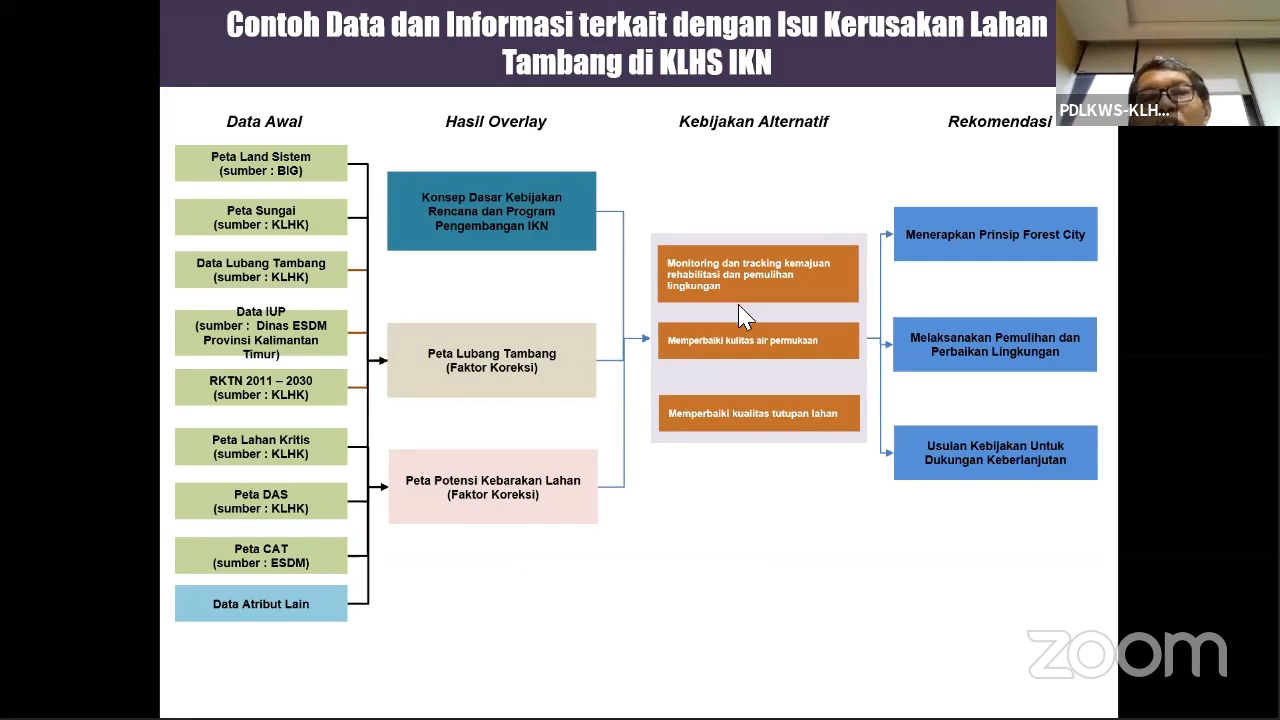 Contoh Data dan Informasi terkait dengan Isu Kerusakan Lahan
Tambang di KLHS IKN
PDLKWS-KLH...
Data Awal
Hasil Overlay
Kebijakan Alternatif
Rekomendasi
Peta Land Sistem
(sumber : BIG)
Peta Sungai
(sumber : KLHK)
Data Lubang Tambang
(sumber : KLHK)
Data IUP
(sumber : Dinas ESDM
Provinsi Kalimantan
Timur)
RKTN 2011 – 2030
(sumber : KLHK)
Peta Lahan Kritis
(sumber : KLHK)
Peta DAS
(sumber : KLHK)
Peta CAT
(sumber : ESDM)
Data Atribut Lain
Konsep Dasar Kebijakan
Rencana dan Program
Pengembangan IKN
Peta Lubang Tambang
(Faktor Koreksi)
Peta Potensi Kebarakan Lahan
(Faktor Koreksi)
Monitoring dan tracking kemajuan
rehabilitasi dan pemulihan
lingkungan
Memperbaiki kulitas air permukaan
Memperbaiki kualitas tutupan lahan
Menerapkan Prinsip Forest City
Melaksanakan Pemulihan dan
Perbaikan Lingkungan
Usulan Kebijakan Untuk
Dukungan Keberlanjutan
zoom